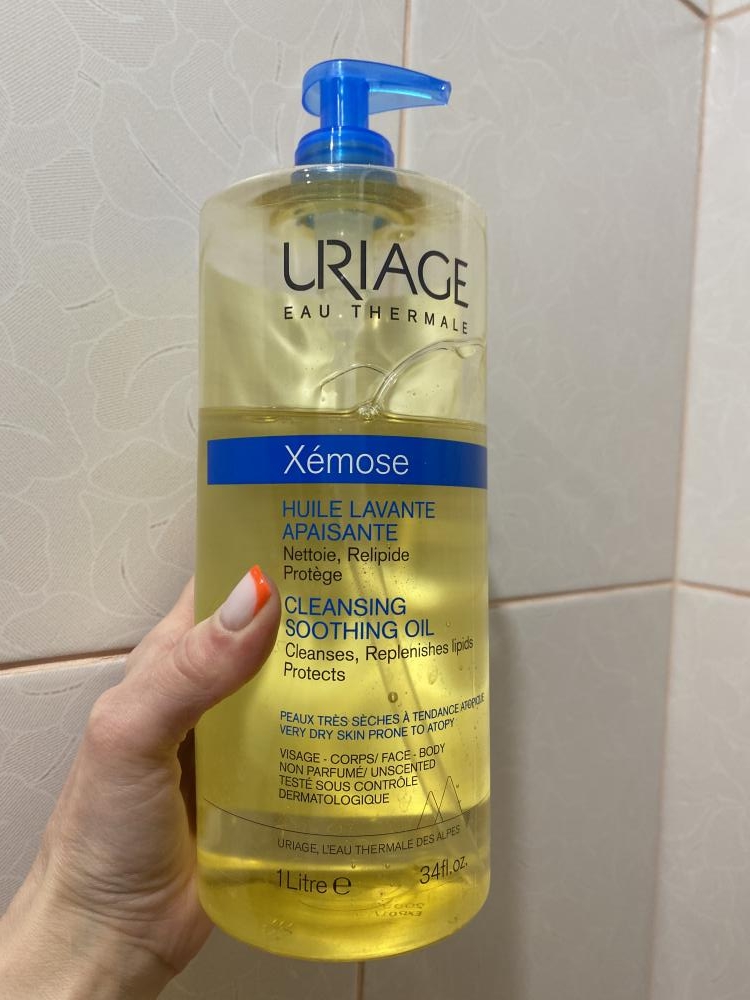 URIAGE
EAU THERMALE
Xémose
HUILE LAVANTE
APAISANTE
Nettoie, Relipide
Protège
CLEANSING
SOOTHING OIL
Cleanses, Replenishes lipids
Protects
PEAUX TRÈS SÈCHES À TENDANCE ATOPIQUE
VERY DRY SKIN PRONE TO ATOPY
VISAGE - CORPS/ FACE - BODY
NON PARFUMÉ/ UNSCENTED
TESTÉ SOUS CONTRÔLE
DERMATOLOGIQUE
URIAGE, L'EAU THERMALE DES ALPES
1 Litre ℮ 34fl.oz.